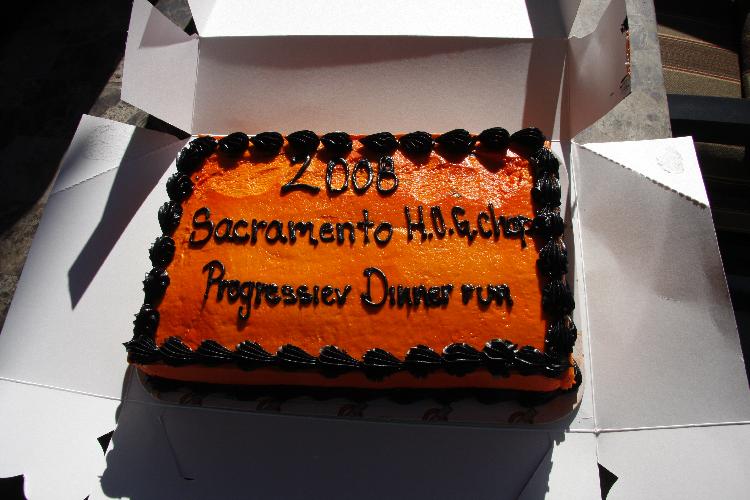 2008
Sacramento H.O.G. Chap
Progressiev Dinner run